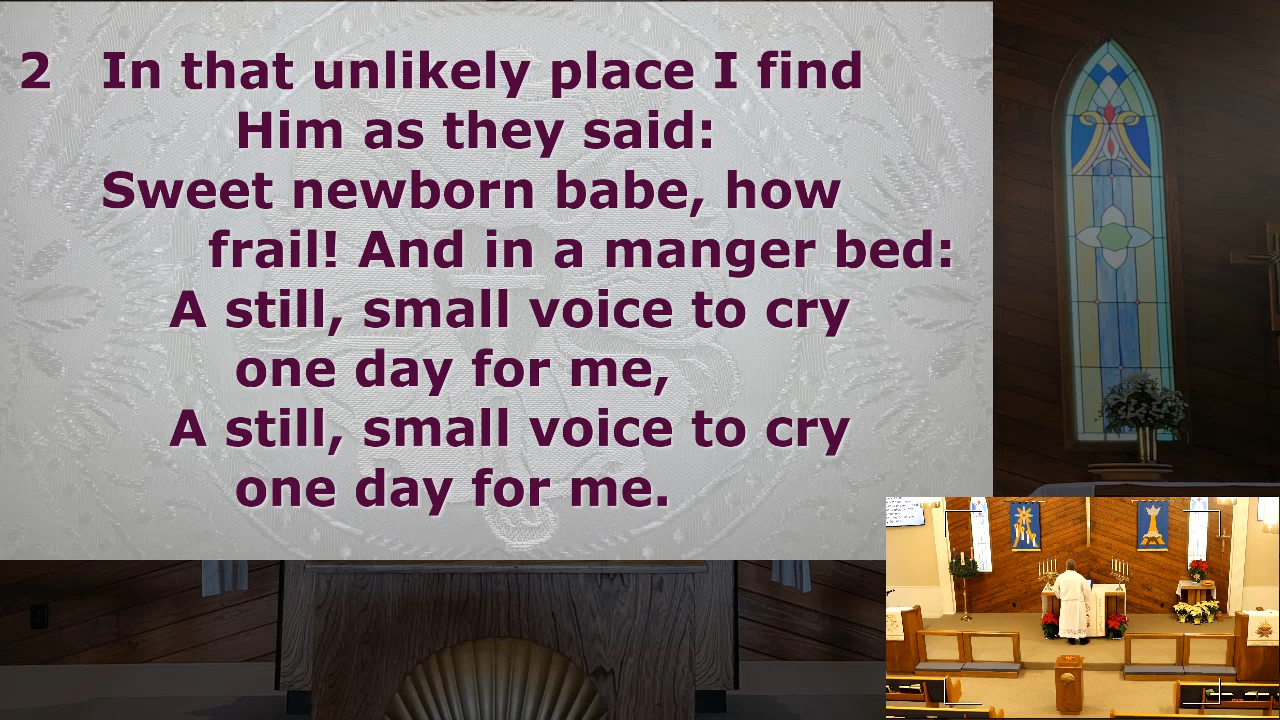 2 In that unlikely place I find
Him as they said:
Sweet newborn babe, how
frail! And in a manger bed:
A still, small voice to cry
one day for me,
A still, small voice to cry
one day for me.